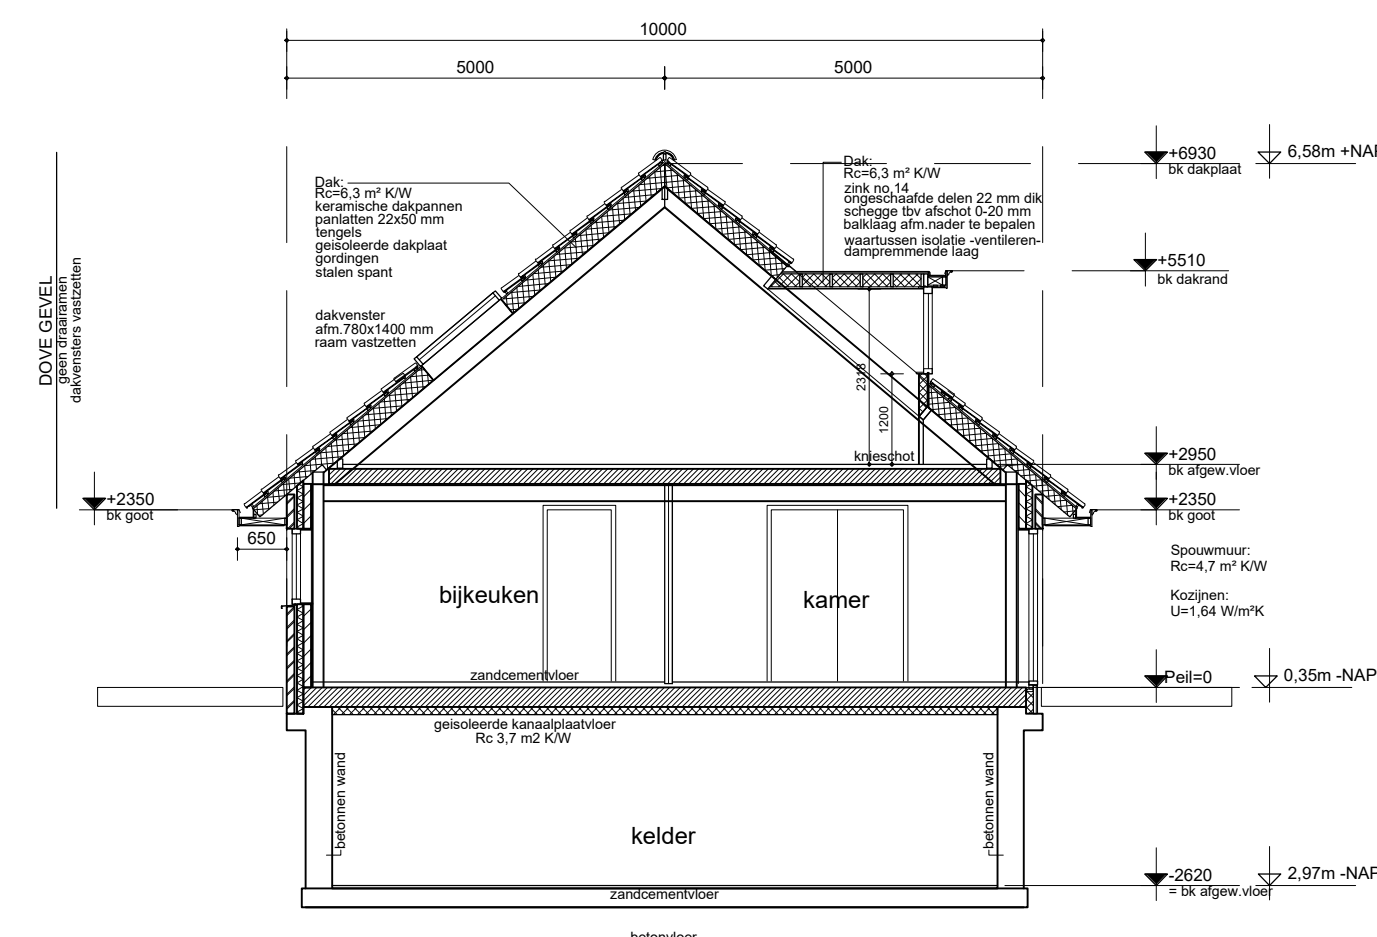 10000
5000
5000
+6930
bk dakplaat
6,58m +NAP
Dak:
Rc=6,3 m² K/W
keramische dakpannen
panlatten 22x50 mm
tengels
geisoleerde dakplaat
gordingen
stalen spant
dakvenster
afm.780x1400 mm
raam vastzetten
Dak:
Rc=6,3 m² K/W
zink no.14
ongeschaafde delen 22 mm dik
schegge tbv afschot 0-20 mm
balklaag afm.nader te bepalen
waartussen isolatie -ventileren-
dampremmende laag
+5510
bk dakrand
DOVE GEVEL
geen draairamen
dakvensters vastzetten
1200
knieschot
+2950
bk afgew.vloer
+2350
bk goot
+2350
bk goot
650
Spouwmuur:
Rc=4,7 m² K/W
Kozijnen:
U=1,64 W/m²K
bijkeuken
kamer
zandcementvloer
Peil=0
0,35m -NAP
geisoleerde kanaalplaatvloer
Rc 3,7 m2 K/W
betonnen wand
betonnen wand
kelder
-2620
= bk afgew.vloer
2,97m -NAP
zandcementvloer
betonvloer